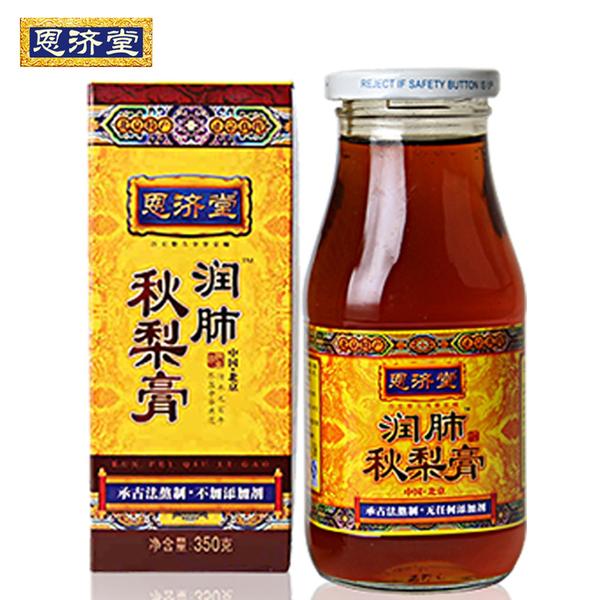 恩济堂
恩济堂
润肺™
秋梨膏
中国·北京
RUN FEI QIU LI GAO
承古法熬制·不加添加剂
净含量:350克
REJECT IF SAFETY BUTTON IS UP
恩济堂
润肺
秋梨膏
中国·北京
承古法熬制·无任何添加剂